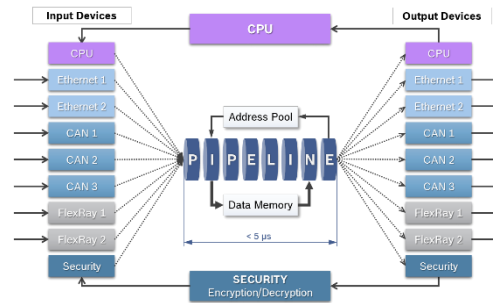 Input Devices
Output Devices
CPU
CPU
CPU
Ethernet 1
Ethernet 1
Ethernet 2
Ethernet 2
Address Pool
CAN 1
CAN 1
PIPELINE
CAN 2
CAN 2
CAN 3
CAN 3
Data Memory
FlexRay 1
FlexRay 1
< 5 µs
FlexRay 2
FlexRay 2
Security
Security
SECURITY
Encryption/Decryption